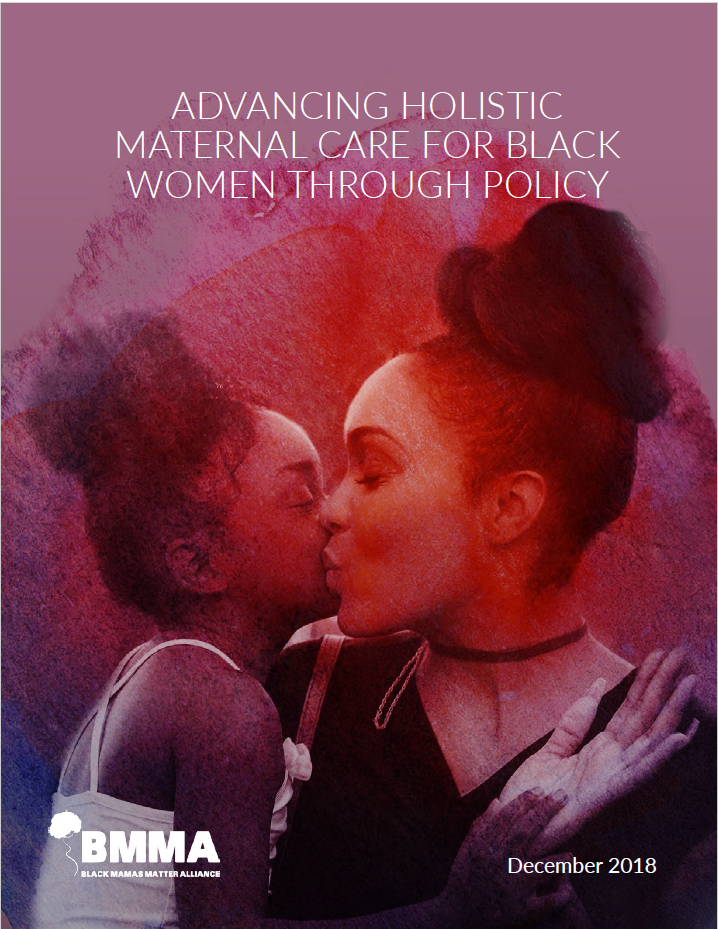 ADVANCING HOLISTIC
MATERNAL CARE FOR BLACK
WOMEN THROUGH POLICY
BMMA
BLACK MAMAS MATTER ALLIANCE
December 2018